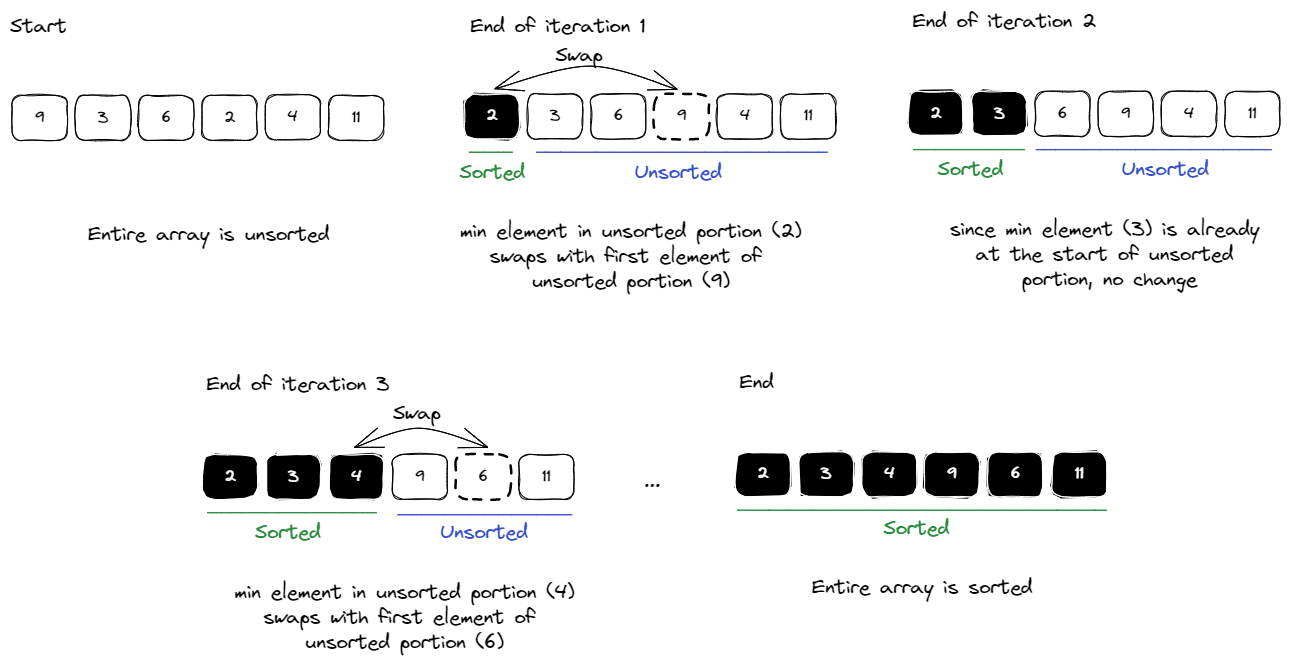 Start
9 3 6 2 4 11
Entire array is unsorted
End of iteration 1
Swap
2 3 6 9 4 11
Sorted Unsorted
min element in unsorted portion (2)
swaps with first element of
unsorted portion (9)
End of iteration 2
2 3 6 9 4 11
Sorted Unsorted
since min element (3) is already
at the start of unsorted
portion, no change
End of iteration 3
Swap
2 3 4 9 6 11
Sorted Unsorted
min element in unsorted portion (4)
swaps with first element of
unsorted portion (6)
...
End
2 3 4 9 6 11
Sorted
Entire array is sorted